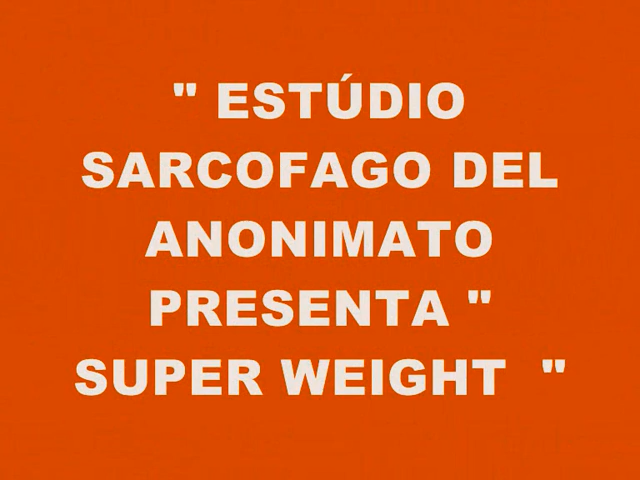 " ESTÚDIO
SARCOFAGO DEL
ANONIMATO
PRESENTA "
SUPER WEIGHT  "